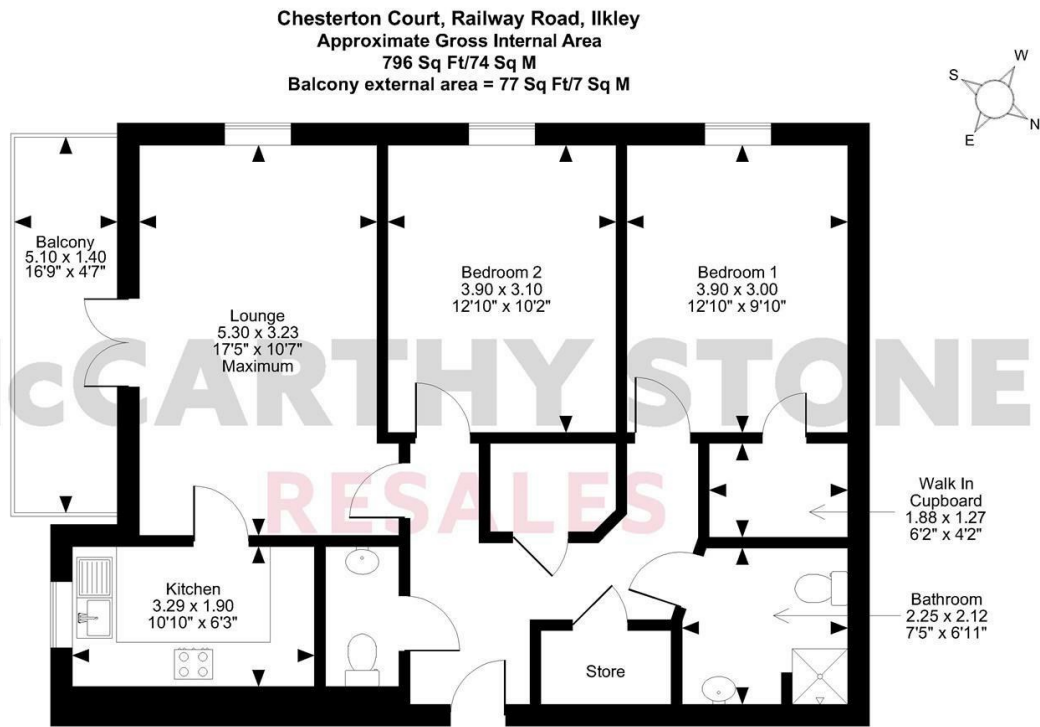 Chesterton Court, Railway Road, Ilkley
Approximate Gross Internal Area
796 Sq Ft/74 Sq M
Balcony external area = 77 Sq Ft/7 Sq M
S
W
E
N
Balcony
5.10 x 1.40
16'9" x 4'7"
Lounge
5.30 x 3.23
17'5" x 10'7"
Maximum
Bedroom 2
3.90 x 3.10
12'10" x 10'2"
Bedroom 1
3.90 x 3.00
12'10" x 9'10"
McCARTHY STONE
RESALES
Walk In
Cupboard
1.88 x 1.27
6'2" x 4'2"
Kitchen
3.29 x 1.90
10'10" x 6'3"
Bathroom
2.25 x 2.12
7'5" x 6'11"
Store